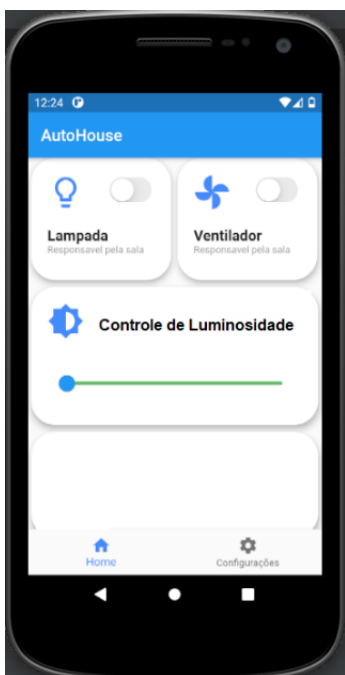 12:24
AutoHouse
Lampada
Responsavel pela sala
Ventilador
Responsavel pela sala
Controle de Luminosidade
Home
Configurações